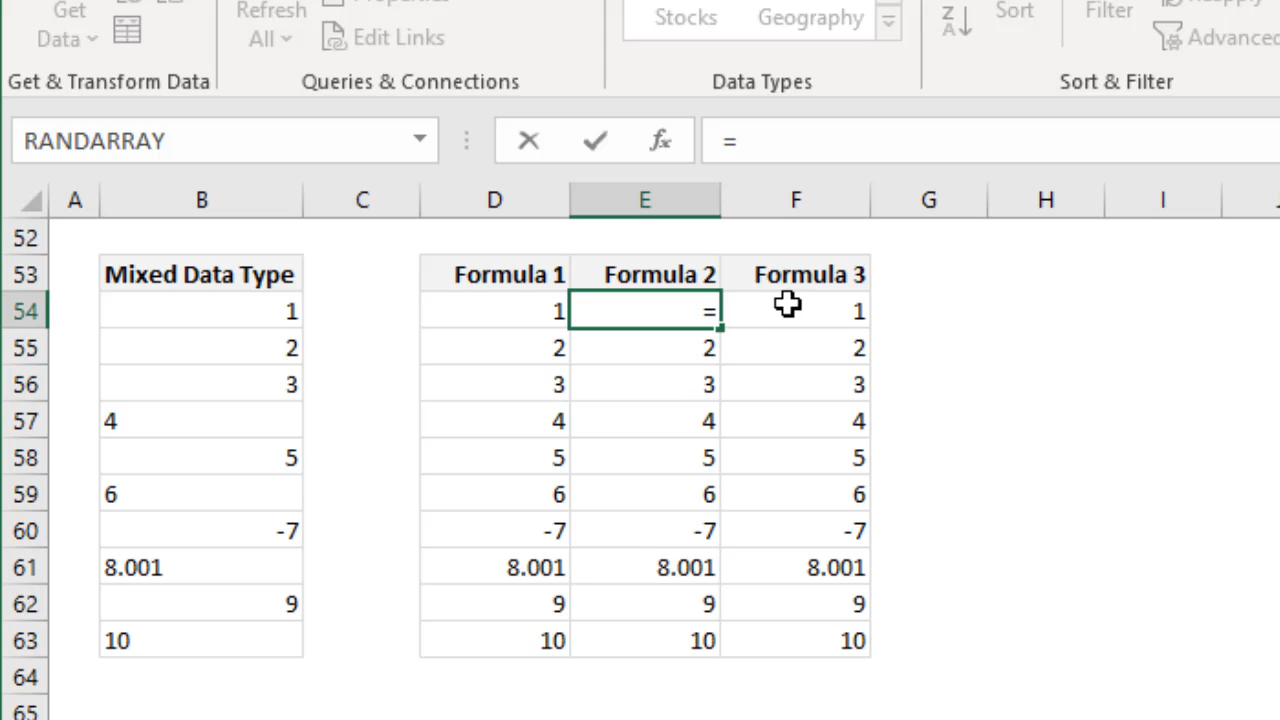 Get Data
Properties
Refresh All
Edit Links
Stocks Geography
Z A
Sort
Filter
Reapply
Advanced
Get & Transform Data
Queries & Connections
Data Types
Sort & Filter
RANDARRAY
fx
=
A B C D E F G H I
52
53 Mixed Data Type Formula 1 Formula 2 Formula 3
54 1 1 = 1
55 2 2 2 2
56 3 3 3 3
57 4 4 4 4
58 5 5 5 5
59 6 6 6 6
60 -7 -7 -7 -7
61 8.001 8.001 8.001 8.001
62 9 9 9 9
63 10 10 10 10
64
65